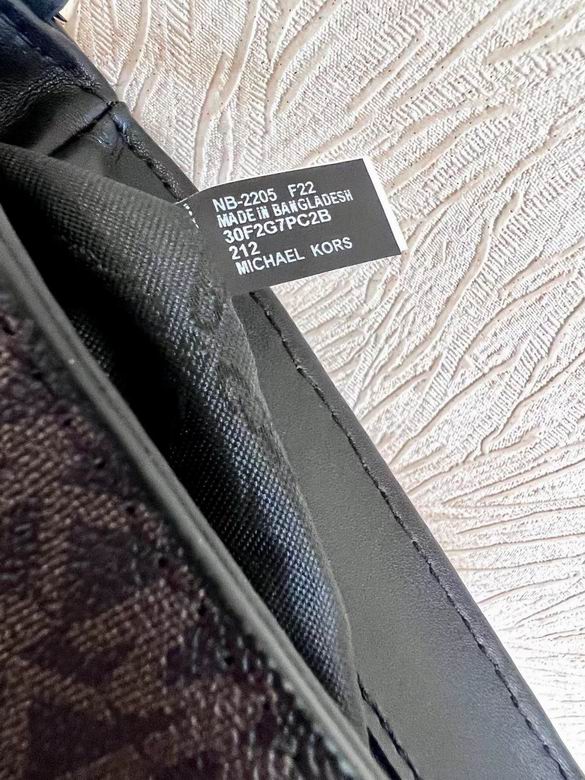 NB-2205 F22
MADE IN BANGLADESH
30F2G7PC2B
212
MICHAEL KORS